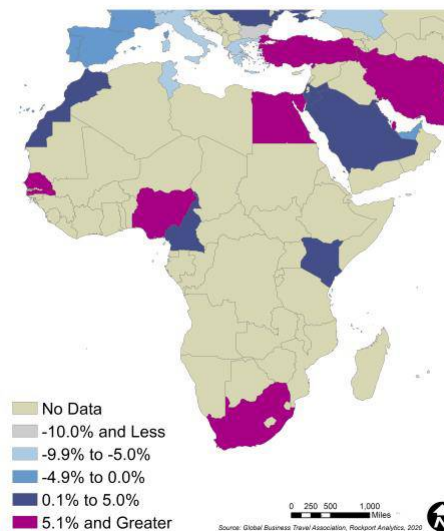 No Data
-10.0% and Less
-9.9% to -5.0%
-4.9% to 0.0%
0.1% to 5.0%
5.1% and Greater
0 250 500 1,000
Miles
Source: Global Business Travel Association, Rockport Analytics, 2020